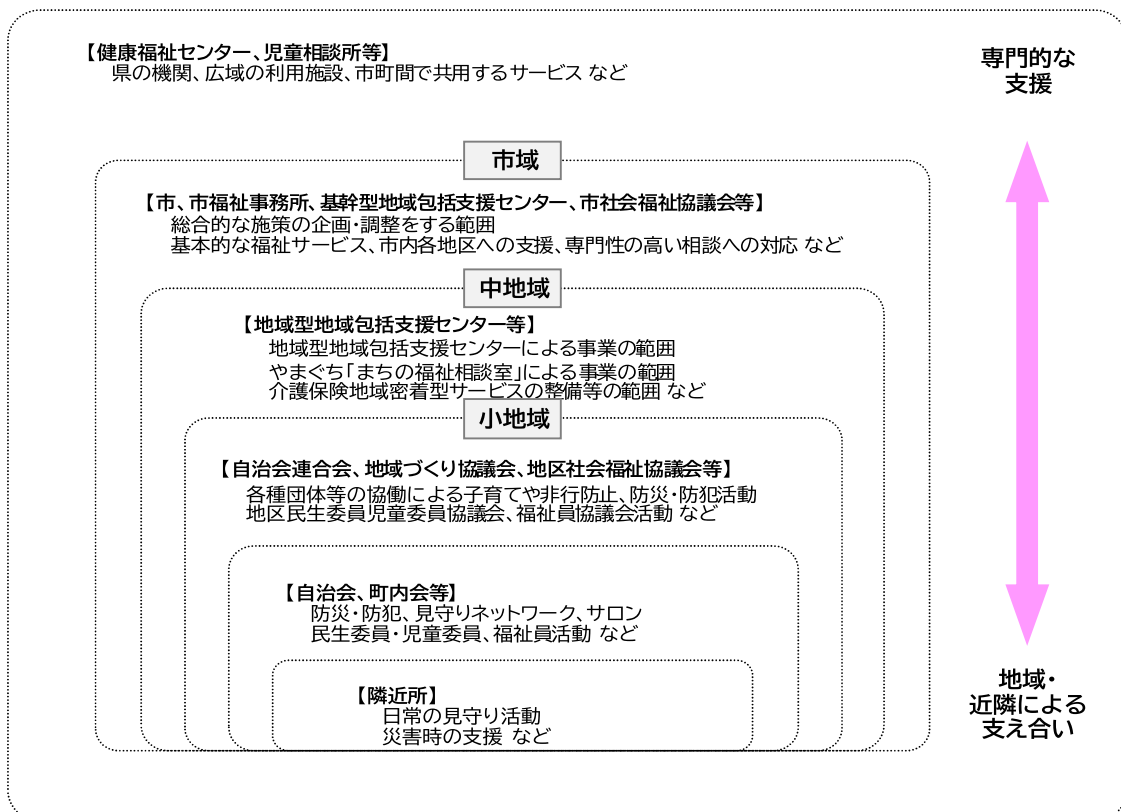 【健康福祉センター、児童相談所等】
県の機関、広域の利用施設、市町間で共用するサービス など
専門的な
支援
市域
【市、市福祉事務所、基幹型地域包括支援センター、市社会福祉協議会等】
総合的な施策の企画・調整をする範囲
基本的な福祉サービス、市内各地区への支援、専門性の高い相談への対応 など
中地域
【地域型地域包括支援センター等】
地域型地域包括支援センターによる事業の範囲
やまぐち「まちの福祉相談室」による事業の範囲
介護保険地域密着型サービスの整備等の範囲 など
小地域
【自治会連合会、地域づくり協議会、地区社会福祉協議会等】
各種団体等の協働による子育てや非行防止、防災・防犯活動
地区民生委員児童委員協議会、福祉員協議会活動 など
【自治会、町内会等】
防災・防犯、見守りネットワーク、サロン
民生委員・児童委員、福祉員活動 など
【隣近所】
日常の見守り活動
災害時の支援 など
地域・
近隣による
支え合い